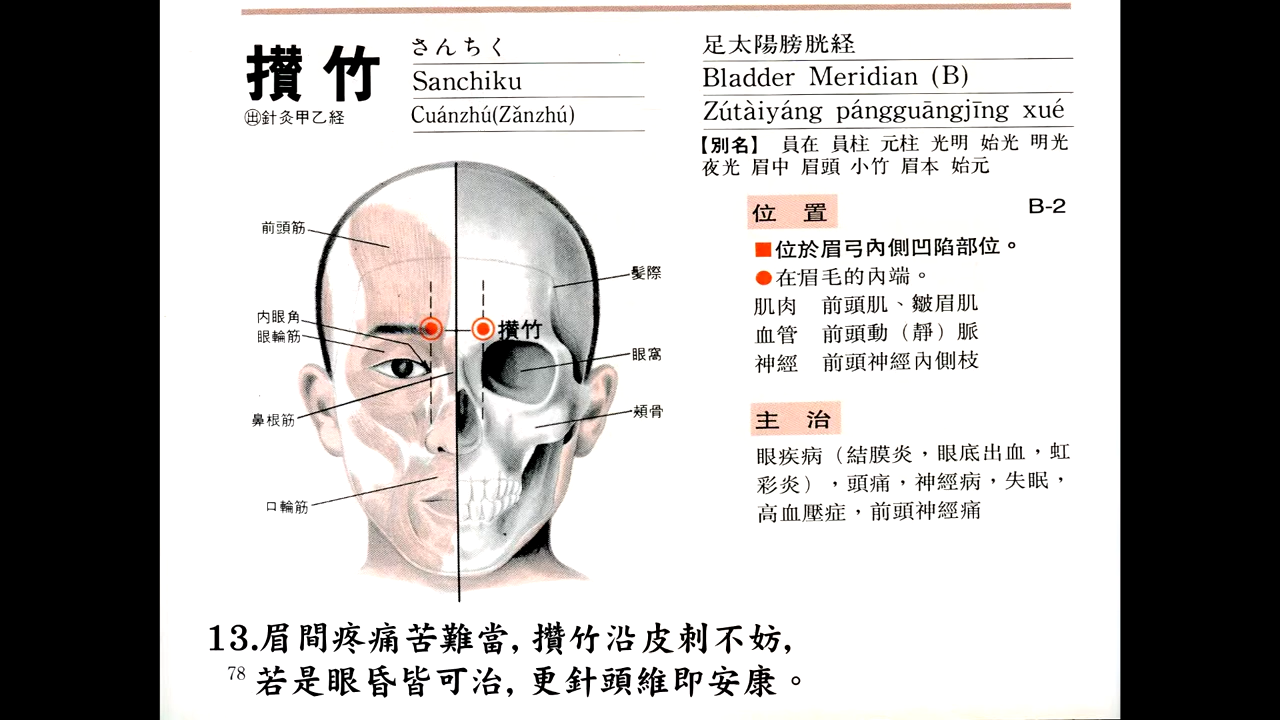 攅竹
㊥針灸甲乙経
さんちく
Sanchiku
Cuánzhú(Zǎnzhú)
足太陽膀胱経
Bladder Meridian (B)
Zútàiyáng pángguāngjīng xué
【別名】 員在 員柱 元柱 光明 始光 明光
夜光 眉中 眉頭 小竹 眉本 始元
位置
B-2
■位於眉弓內側凹陷部位。
●在眉毛的內端。
肌肉 前頭肌、皺眉肌
血管 前頭動（靜）脈
神經 前頭神經內側枝
主治
眼疾病（結膜炎，眼底出血，虹
彩炎），頭痛，神經病，失眠，
高血壓症，前頭神經痛
前頭筋
内眼角
眼輪筋
鼻根筋
口輪筋
髪際
攅竹
眼窩
頬骨
13.眉間疼痛苦難當, 攅竹沿皮刺不妨,
78 若是眼昏皆可治, 更針頭維即安康。